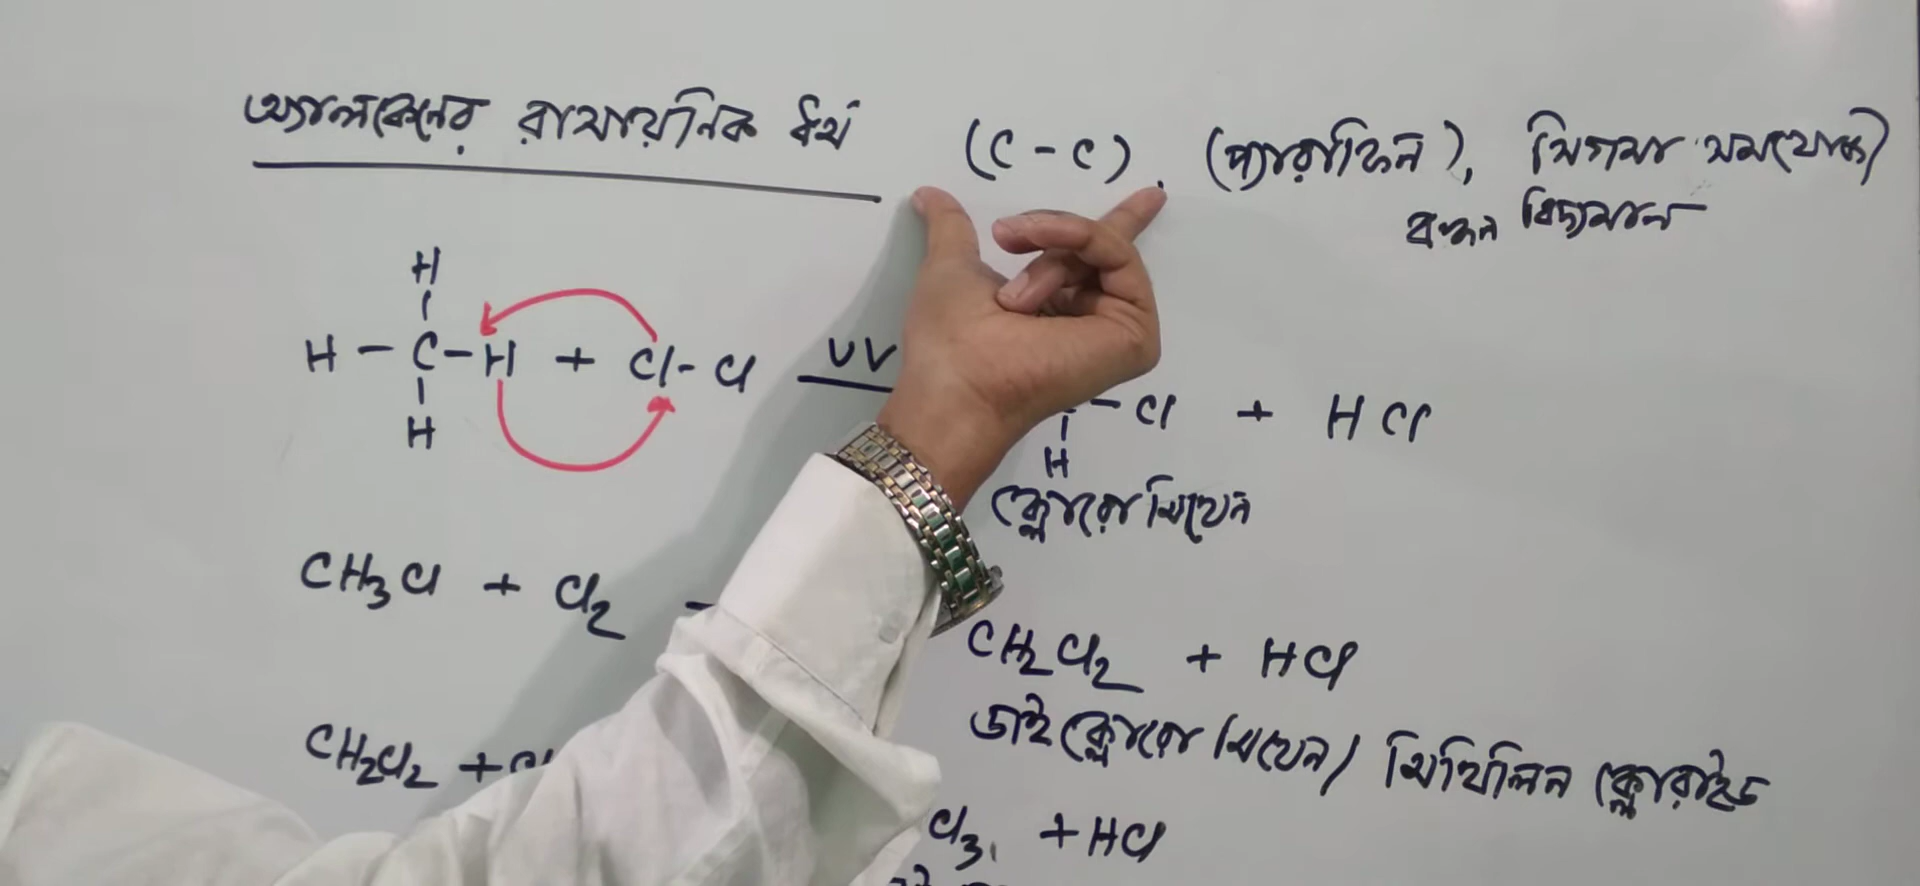 অ্যালকেনের রাসায়নিক ধর্ম (C-C), (প্যারাফিন), সিগমা সমযোজী
বন্ধন বিদ্যমান
H
H-C-H + Cl-Cl UV
H
-Cl + HCl
H
ক্লোরো মিথেন
CH₃Cl + Cl₂
CH₂Cl₂ + HCl
ডাই ক্লোরো মিথেন / মিথিলিন ক্লোরাইড
CH₂Cl₂ +
Cl₃ + HCl